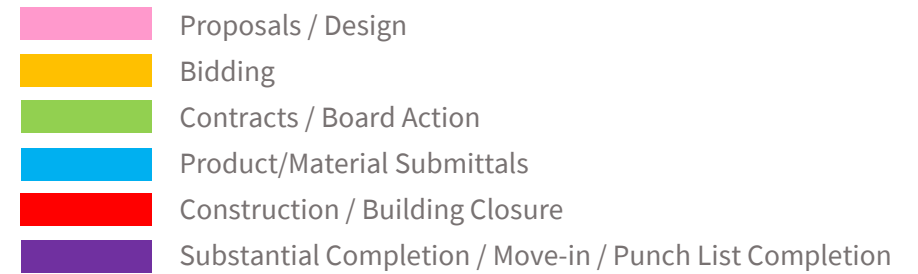 Proposals / Design
Bidding
Contracts / Board Action
Product/Material Submittals
Construction / Building Closure
Substantial Completion / Move-in / Punch List Completion